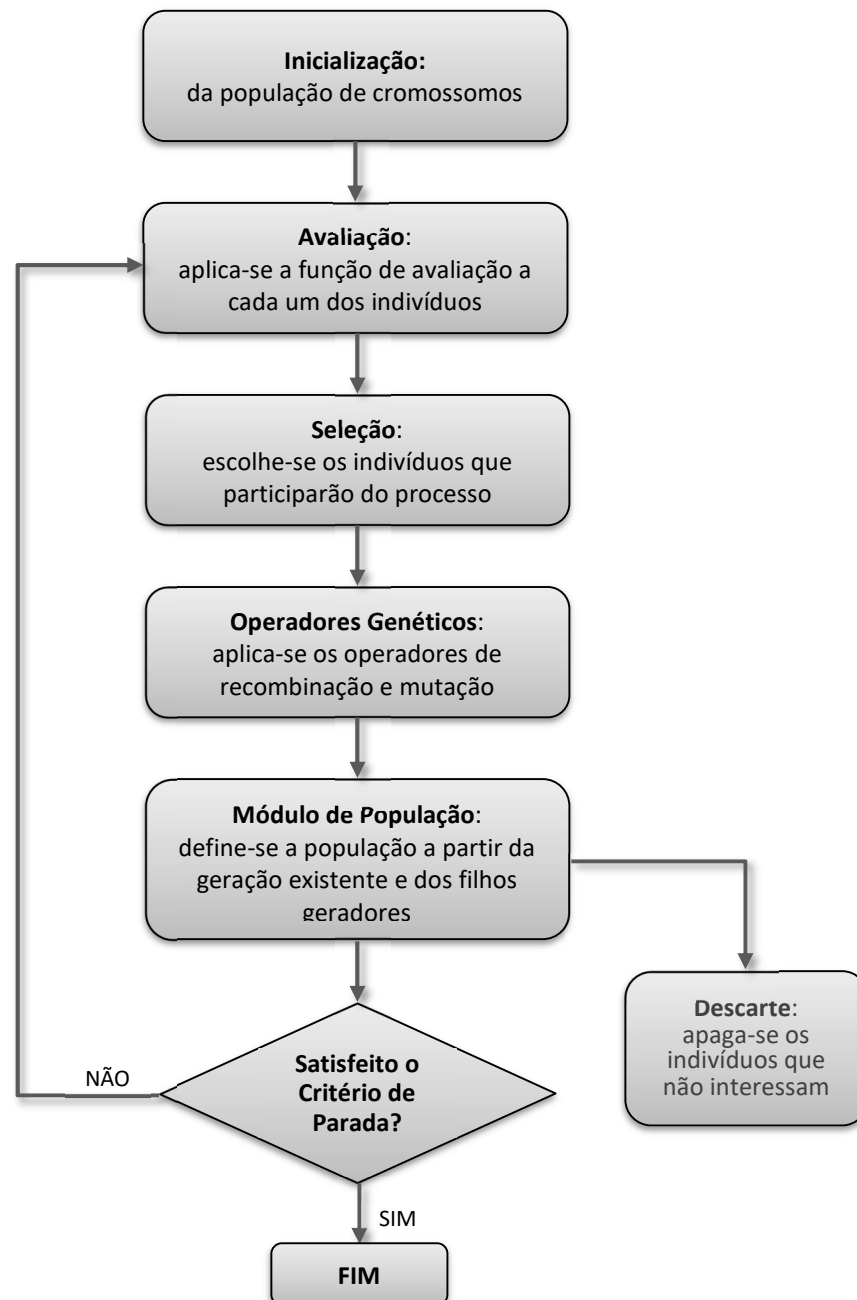 Inicialização:
da população de cromossomos
Avaliação:
aplica-se a função de avaliação a
cada um dos indivíduos
Seleção:
escolhe-se os indivíduos que
participarão do processo
Operadores Genéticos:
aplica-se os operadores de
recombinação e mutação
Módulo de População:
define-se a população a partir da
geração existente e dos filhos
geradores
Descarte:
apaga-se os
indivíduos que
não interessam
Satisfeito o
Critério de
Parada?
NÃO
SIM
FIM